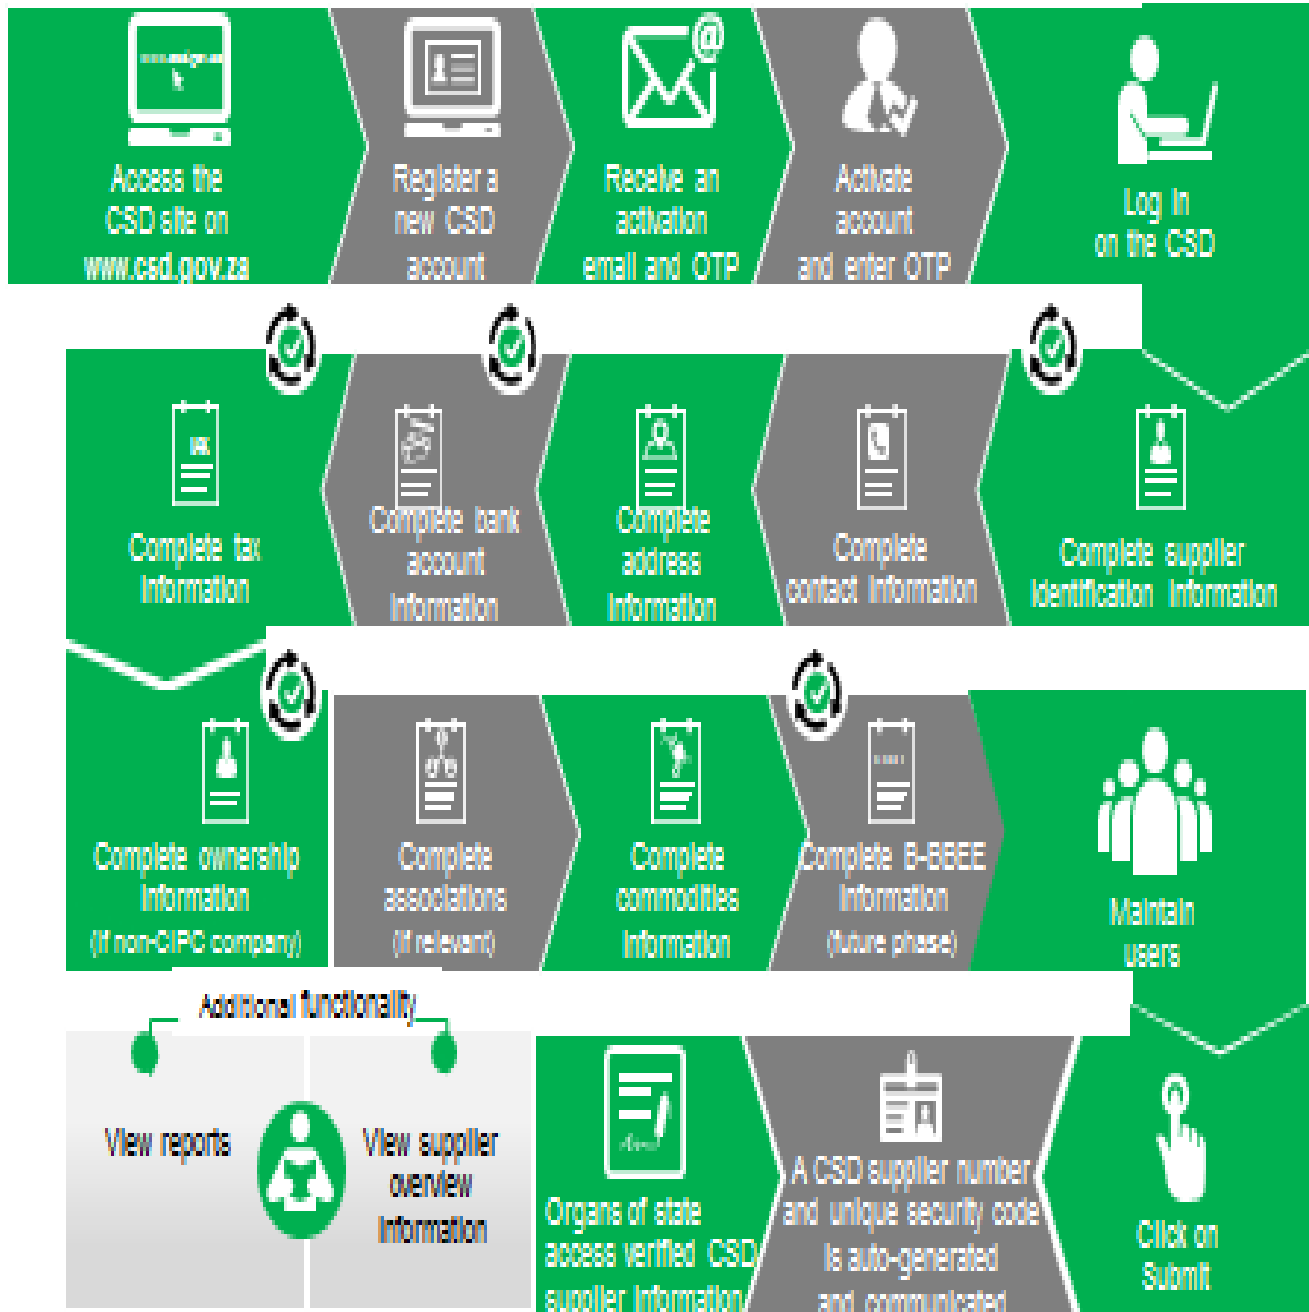 Access the
CSD site on
www.csd.gov.za
Register a
new CSD
account
Receive an
activation
email and OTP
Activate
account
and enter OTP
Log in
on the CSD
Complete tax
Information
Complete bank
account
Information
Complete
address
Information
Complete
contact Information
Complete supplier
Identification Information
Complete ownership
Information
(If non-CIPC company)
Complete
associations
(If relevant)
Complete
commodities
Information
Complete B-BBEE
Information
(future phase)
Maintain
users
Additional functionality
View reports
View supplier
overview
Information
Organs of state
access verified CSD
supplier Information
A CSD supplier number
and unique security code
is auto-generated
and communicated
Click on
Submit